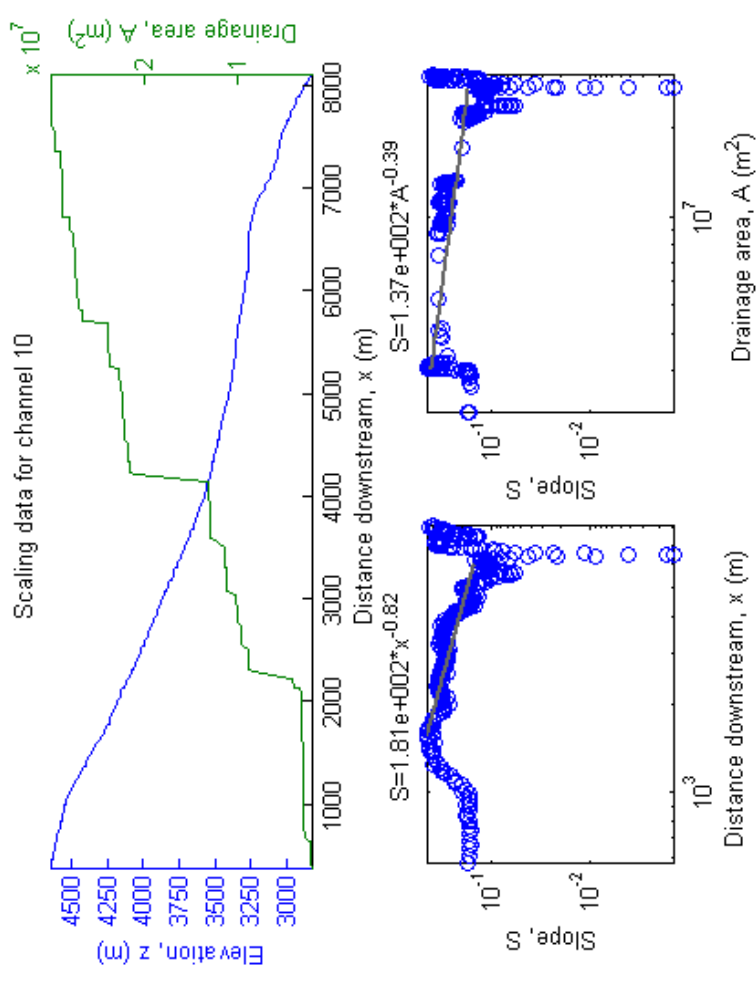 Scaling data for channel 10
x 10^7
Elevation, z (m)
4500
4250
4000
3750
3500
3250
3000
Drainage area, A (m^2)
2
1
1000 2000 3000 4000 5000 6000 7000 8000
Distance downstream, x (m)
S=1.81e+002*x^-0.82
Slope, S
10^-1
10^-2
10^3
Distance downstream, x (m)
S=1.37e+002*A^-0.39
Slope, S
10^-1
10^-2
10^7
Drainage area, A (m^2)